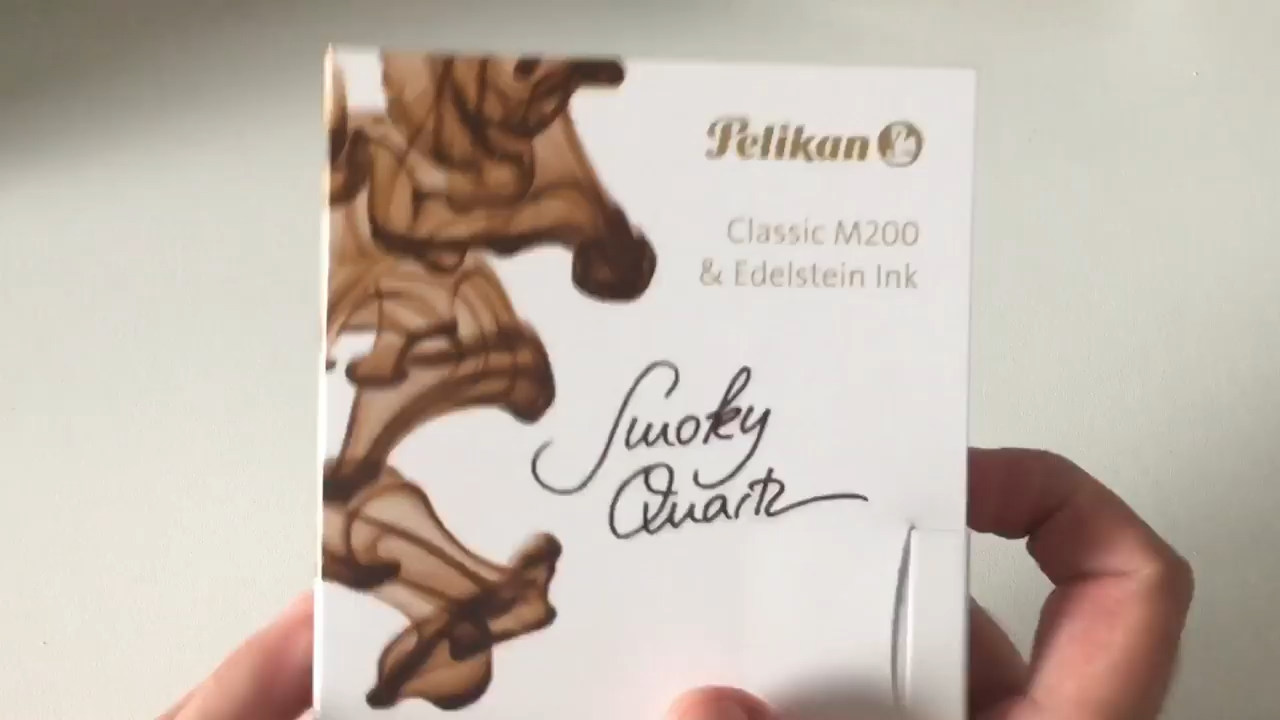 Pelikan
Classic M200
& Edelstein Ink
Smoky
Quartz